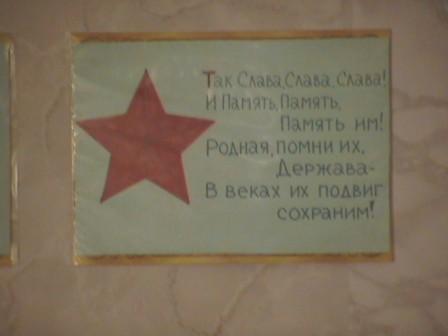 Так Слава, Слава, Слава!
И Память, Память,
Память им!
Родная, помни их,
Держава-
В веках их подвиг
сохраним!